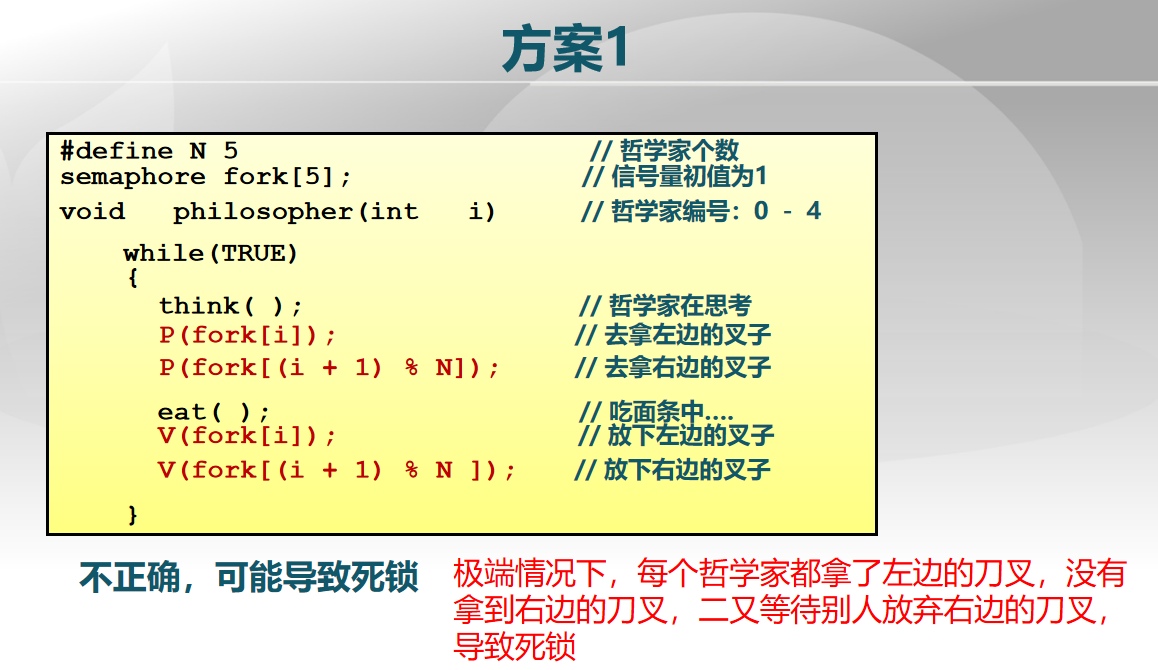 方案1
#define N 5 // 哲学家个数
semaphore fork[5]; // 信号量初值为1
void philosopher(int i) // 哲学家编号：0 - 4
while(TRUE)
{
think( ); // 哲学家在思考
P(fork[i]); // 去拿左边的叉子
P(fork[(i + 1) % N]); // 去拿右边的叉子
eat( ); // 吃面条中....
V(fork[i]); // 放下左边的叉子
V(fork[(i + 1) % N ]); // 放下右边的叉子
}
不正确，可能导致死锁
极端情况下，每个哲学家都拿了左边的刀叉，没有
拿到右边的刀叉，二又等待别人放弃右边的刀叉，
导致死锁